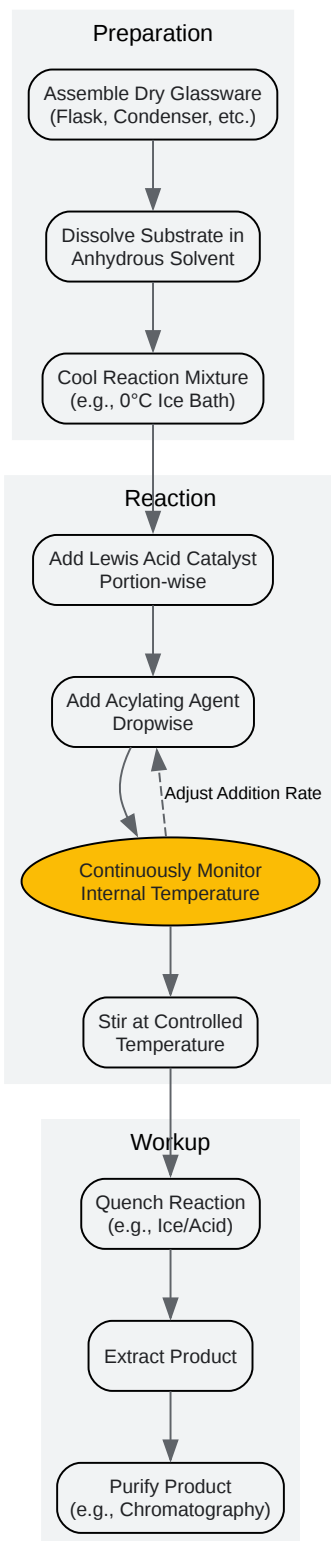 Preparation
Assemble Dry Glassware
(Flask, Condenser, etc.)
Dissolve Substrate in
Anhydrous Solvent
Cool Reaction Mixture
(e.g., 0°C Ice Bath)
Reaction
Add Lewis Acid Catalyst
Portion-wise
Add Acylating Agent
Dropwise
Adjust Addition Rate
Continuously Monitor
Internal Temperature
Stir at Controlled
Temperature
Workup
Quench Reaction
(e.g., Ice/Acid)
Extract Product
Purify Product
(e.g., Chromatography)